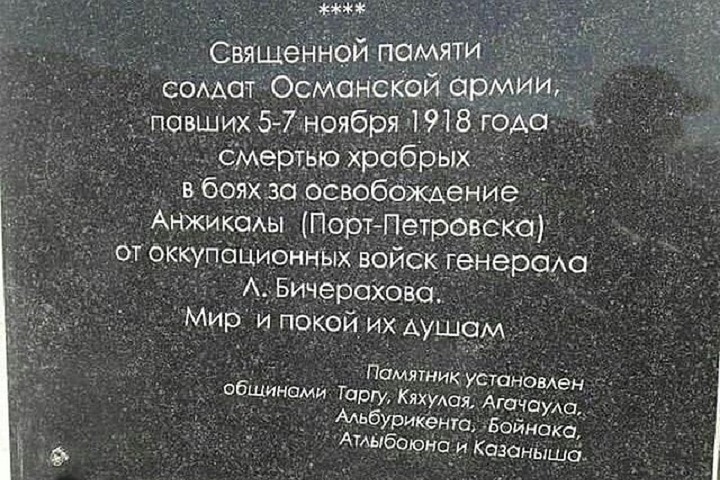 ****
Священной памяти
солдат Османской армии,
павших 5-7 ноября 1918 года
смертью храбрых
в боях за освобождение
Анжикалы (Порт-Петровска)
от оккупационных войск генерала
Л. Бичерахова.
Мир и покой их душам
Памятник установлен
общинами Таргу, Кяхулая, Агачаула,
Альбурикента, Бойнака,
Атлыбоюна и Казаныша